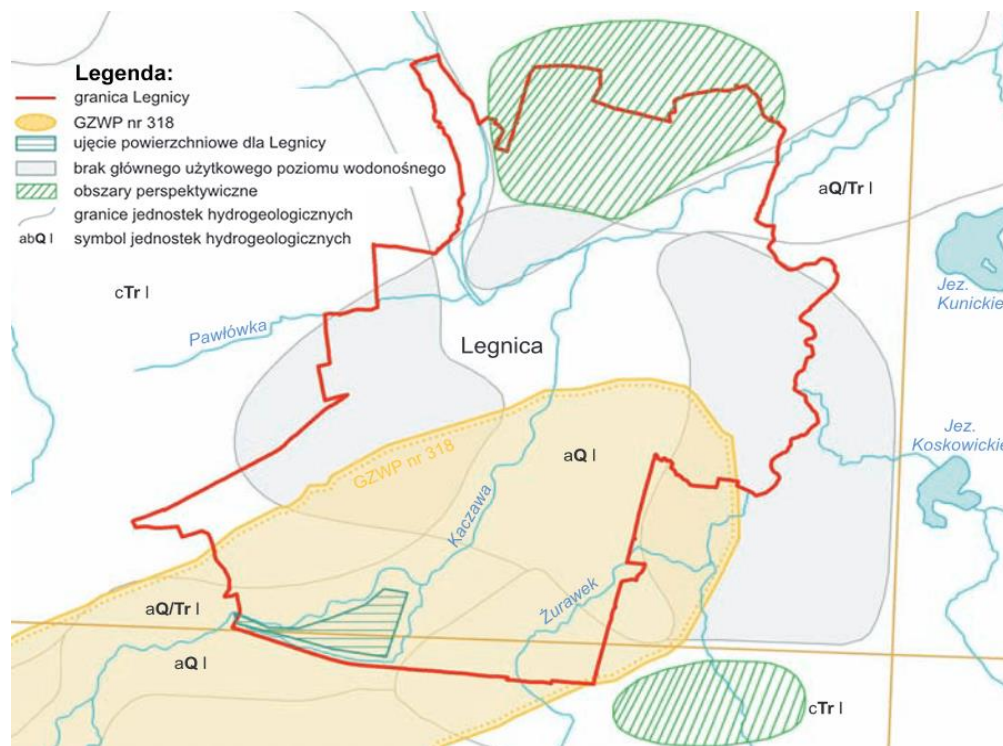 Legenda:
granica Legnicy
GZWP nr 318
ujęcie powierzchniowe dla Legnicy
brak głównego użytkowego poziomu wodonośnego
obszary perspektywiczne
granice jednostek hydrogeologicznych
abQ I symbol jednostek hydrogeologicznych
aQ/Tr I
cTr I
Jez.
Kunickie
Pawłówka
Legnica
Jez.
Koskowickie
GZWP nr 318
aQ I
Kaczawa
Żurawek
aQ/Tr I
aQ I
cTr I